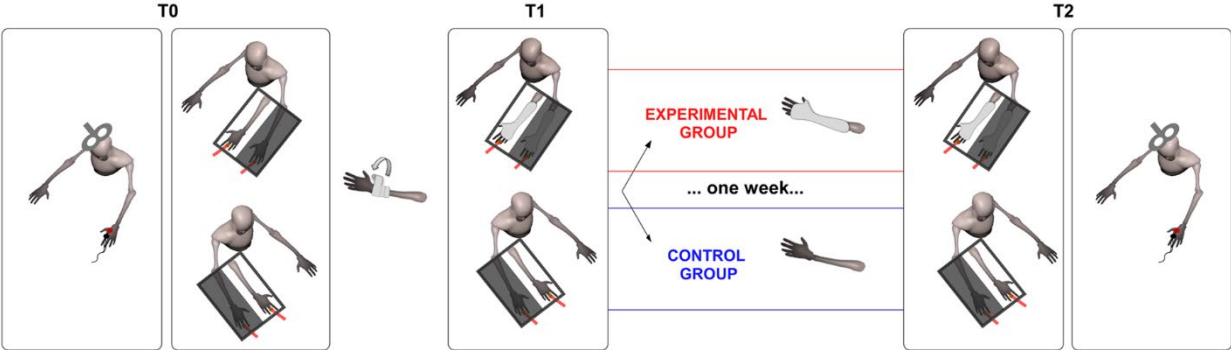 T0
T1
T2
EXPERIMENTAL
GROUP
... one week...
CONTROL
GROUP